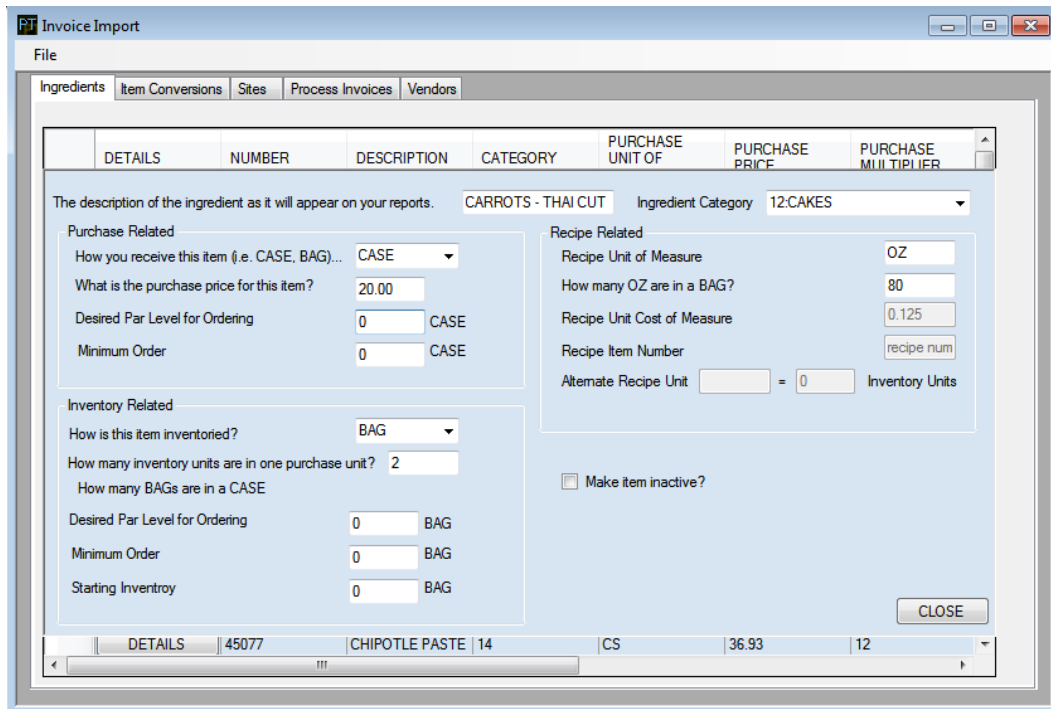 PT Invoice Import
File
Ingredients Item Conversions Sites Process Invoices Vendors
DETAILS NUMBER DESCRIPTION CATEGORY PURCHASE UNIT OF PURCHASE PRICE PURCHASE MULTIPLIER
The description of the ingredient as it will appear on your reports. CARROTS - THAI CUT Ingredient Category 12:CAKES
Purchase Related
How you receive this item (i.e. CASE, BAG)... CASE
What is the purchase price for this item? 20.00
Desired Par Level for Ordering 0 CASE
Minimum Order 0 CASE
Recipe Related
Recipe Unit of Measure OZ
How many OZ are in a BAG? 80
Recipe Unit Cost of Measure 0.125
Recipe Item Number recipe num
Alternate Recipe Unit = 0 Inventory Units
Inventory Related
How is this item inventoried? BAG
How many inventory units are in one purchase unit? 2
How many BAGs are in a CASE
Desired Par Level for Ordering 0 BAG
Minimum Order 0 BAG
Starting Inventroy 0 BAG
Make item inactive?
CLOSE
DETAILS 45077 CHIPOTLE PASTE 14 CS 36.93 12